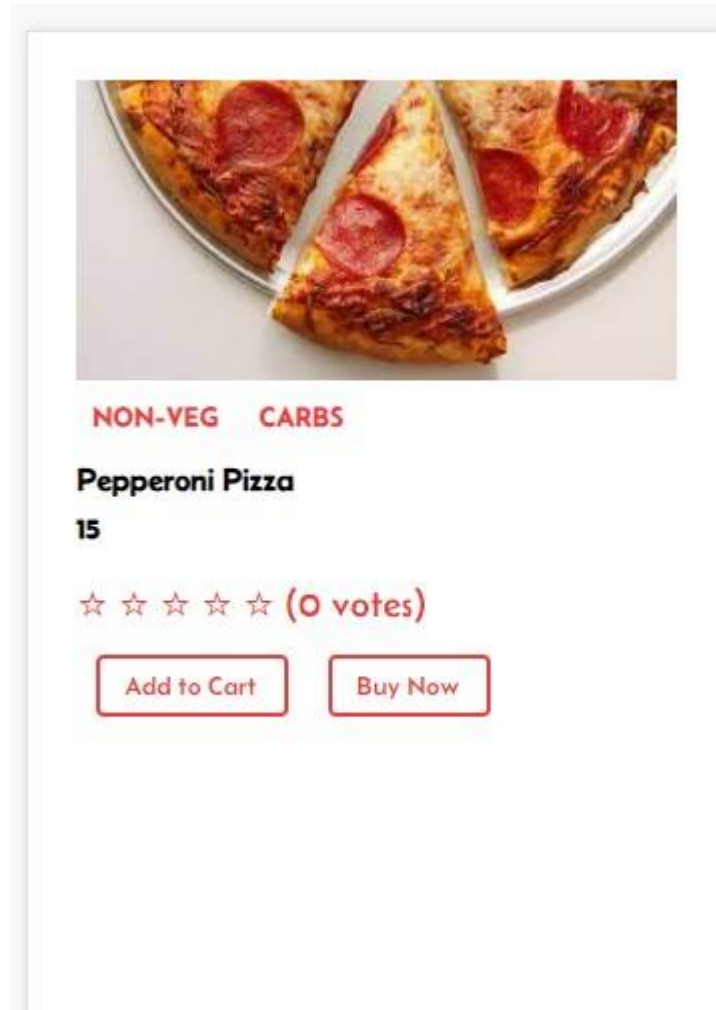 NON-VEG CARBS
Pepperoni Pizza
15
☆ ☆ ☆ ☆ ☆ (0 votes)
Add to Cart Buy Now